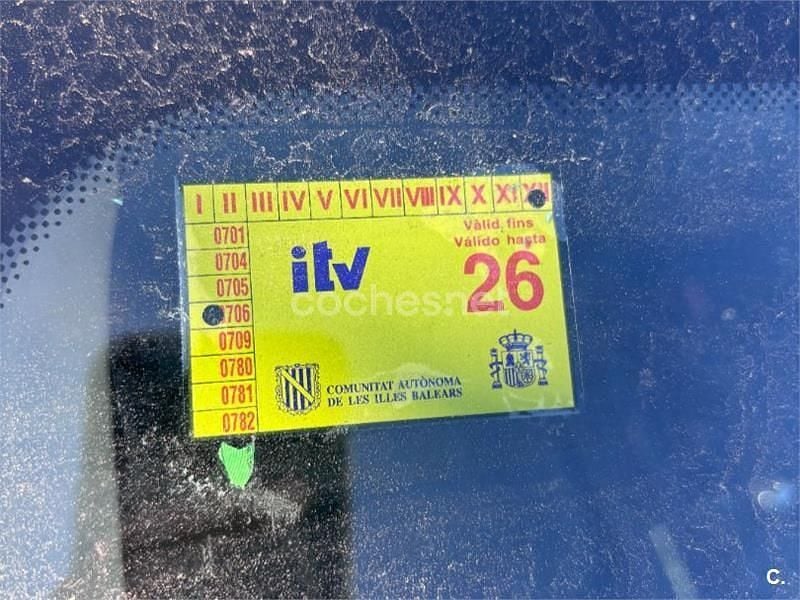 I II III IV V VI VII VIII IX X XI XII
Vàlid fins
Válido hasta
26
itv
coches.net
0701
0704
0705
0706
0709
0780
0781
0782
COMUNITAT AUTÒNOMA
DE LES ILLES BALEARS
C.